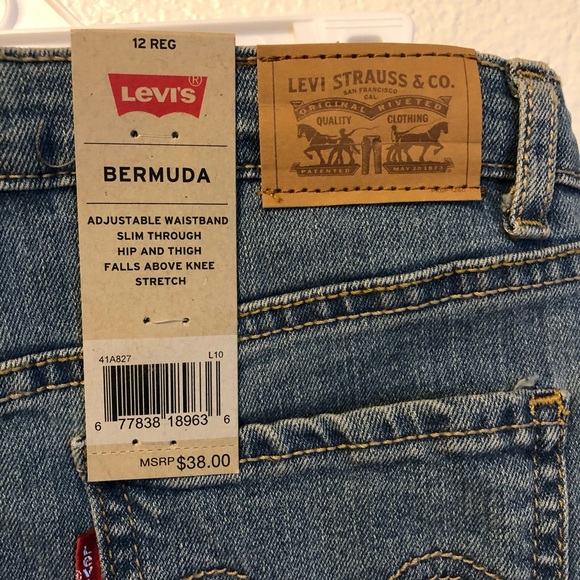 12 REG
LEVI'S ®
BERMUDA
ADJUSTABLE WAISTBAND
SLIM THROUGH
HIP AND THIGH
FALLS ABOVE KNEE
STRETCH
41A827 L10
6 77838 18963 6
MSRP $38.00
LEVI STRAUSS & CO.
SAN FRANCISCO
CAL.
ORIGINAL RIVETED
QUALITY CLOTHING
PATENTED MAY 20 1873